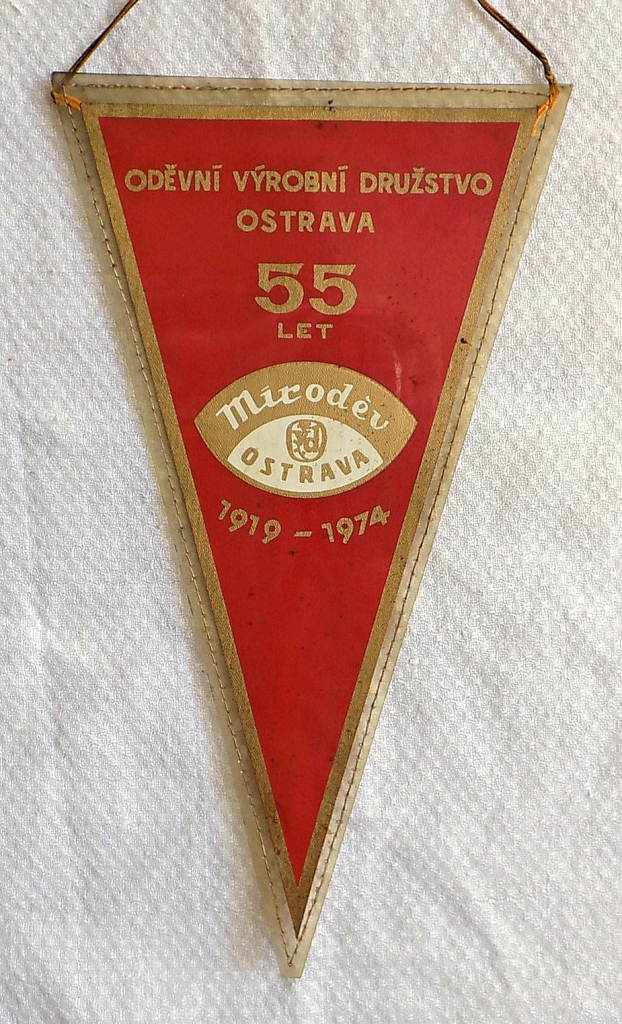 ODĚVNÍ VÝROBNÍ DRUŽSTVO
OSTRAVA
55
LET
Miroděv
OSTRAVA
1919 – 1974